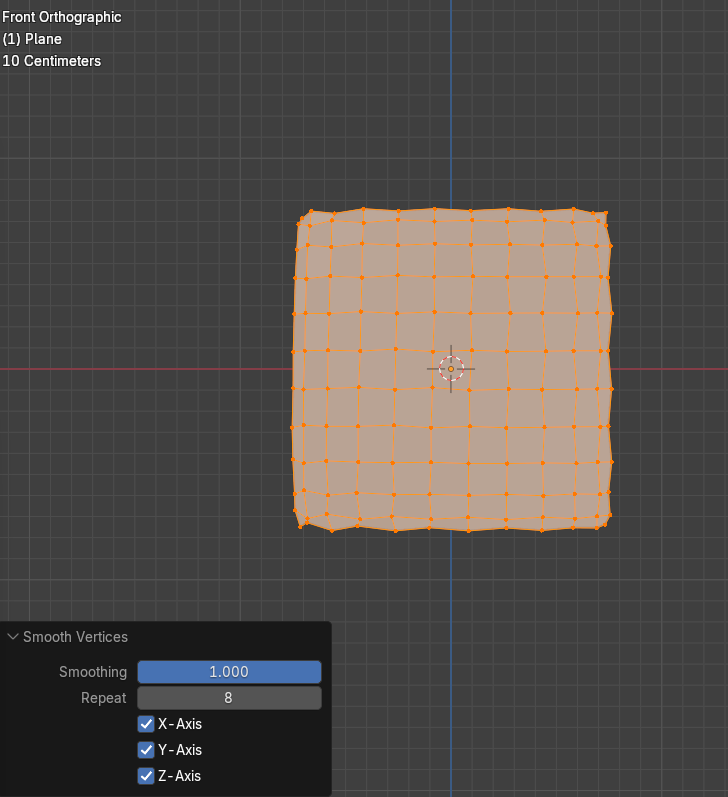 Front Orthographic
(1) Plane
10 Centimeters
Smooth Vertices
Smoothing 1.000
Repeat 8
X-Axis
Y-Axis
Z-Axis